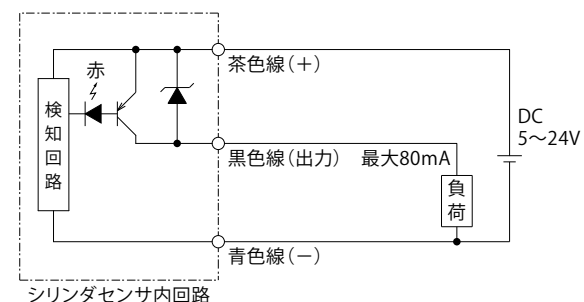 茶色線（＋）
赤
検知回路
DC
5～24V
黒色線（出力）　最大80mA
負荷
青色線（－）
シリンダセンサ内回路